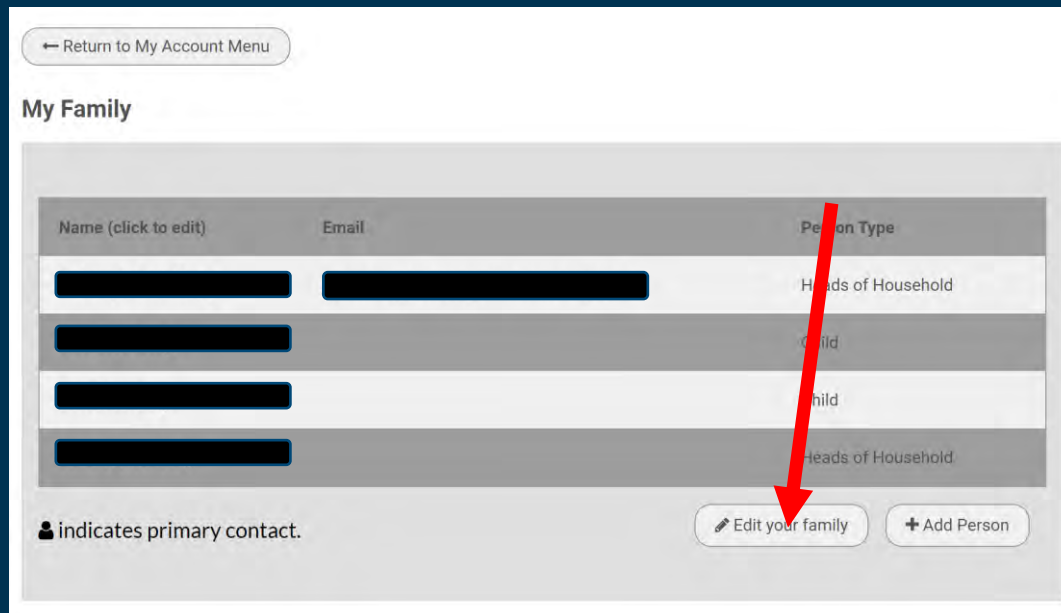 Return to My Account Menu
My Family
Name (click to edit) Email Person Type
Heads of Household
Child
Child
Heads of Household
indicates primary contact. Edit your family + Add Person